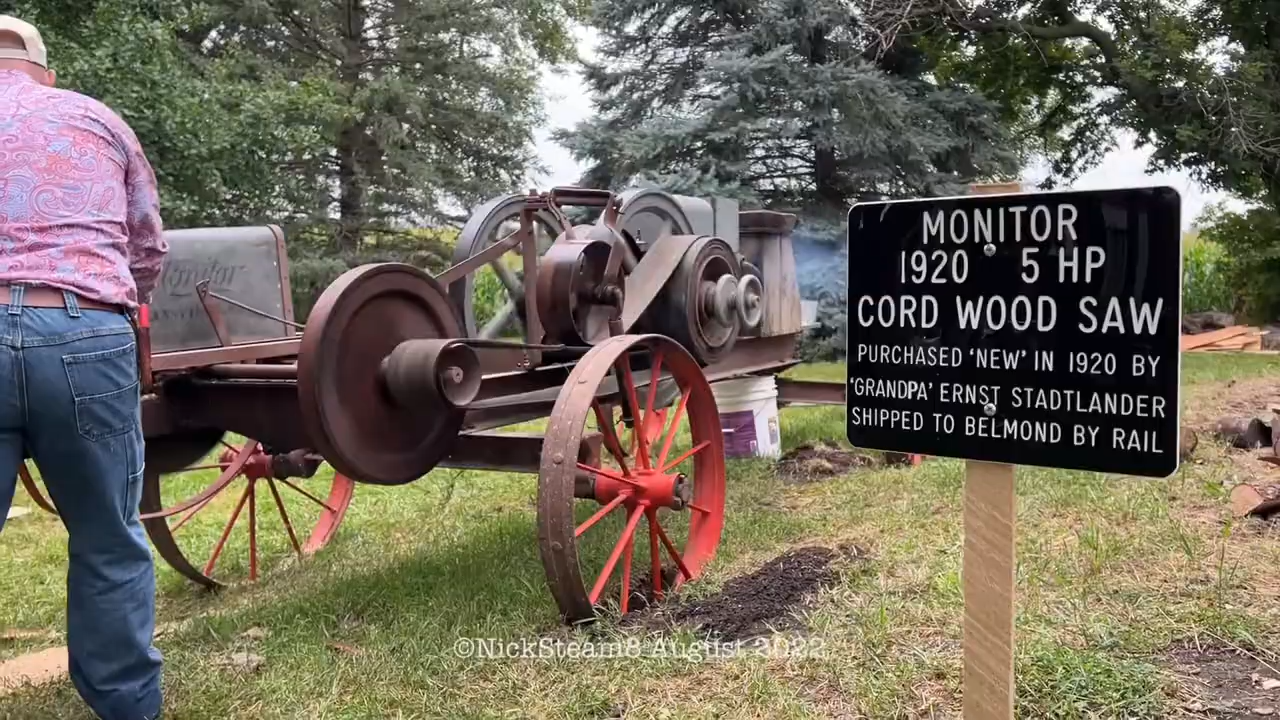 Monitor
MONITOR
1920 5 HP
CORD WOOD SAW
PURCHASED 'NEW' IN 1920 BY
'GRANDPA' ERNST STADTLANDER
SHIPPED TO BELMOND BY RAIL
©NickSteam8 August 2022